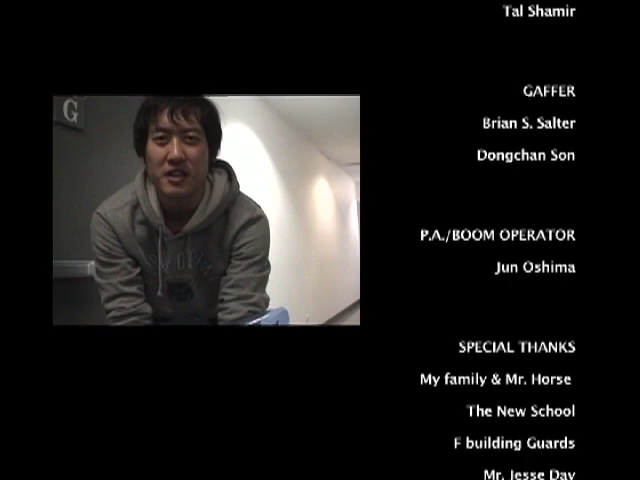 Tal Shamir
G
GAFFER
Brian S. Salter
Dongchan Son
P.A./BOOM OPERATOR
Jun Oshima
SPECIAL THANKS
My family & Mr. Horse
The New School
F building Guards
Mr. Jesse Day